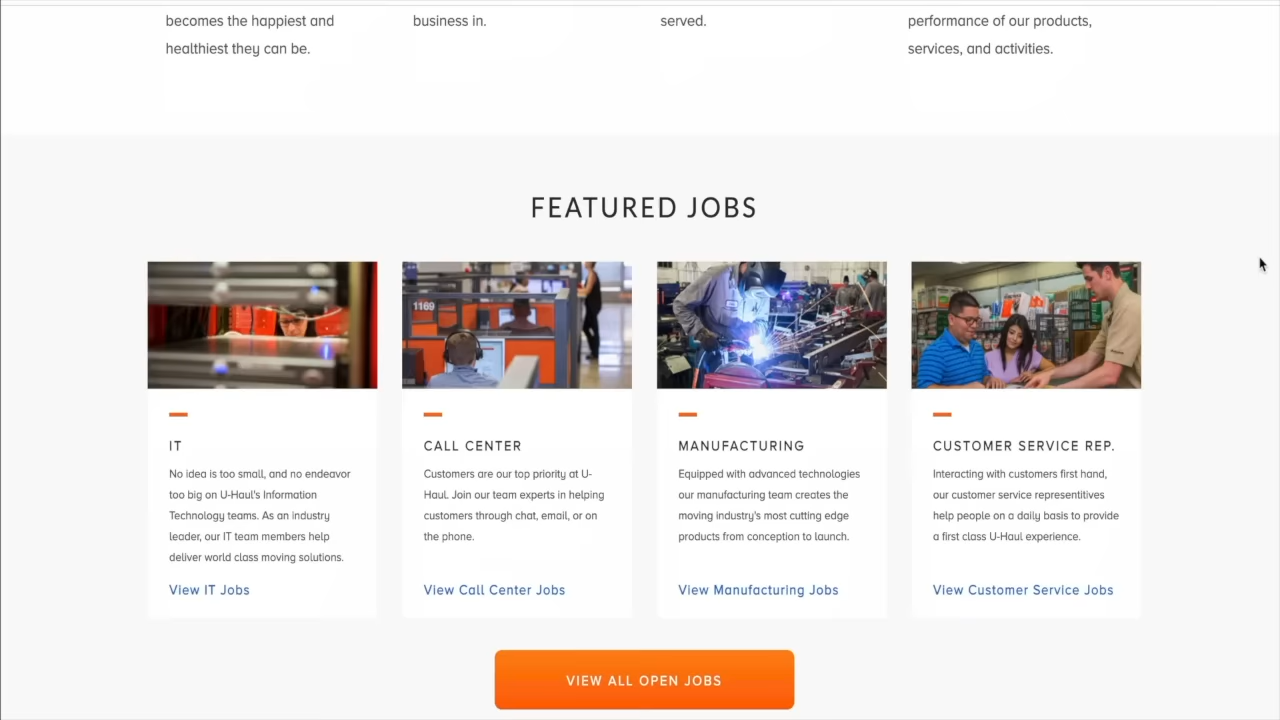 becomes the happiest and
healthiest they can be.
business in.
served.
performance of our products,
services, and activities.
FEATURED JOBS
1169
IT
No idea is too small, and no endeavor
too big on U-Haul's Information
Technology teams. As an industry
leader, our IT team members help
deliver world class moving solutions.
View IT Jobs
CALL CENTER
Customers are our top priority at U-
Haul. Join our team experts in helping
customers through chat, email, or on
the phone.
View Call Center Jobs
MANUFACTURING
Equipped with advanced technologies
our manufacturing team creates the
moving industry's most cutting edge
products from conception to launch.
View Manufacturing Jobs
CUSTOMER SERVICE REP.
Interacting with customers first hand,
our customer service representitives
help people on a daily basis to provide
a first class U-Haul experience.
View Customer Service Jobs
VIEW ALL OPEN JOBS